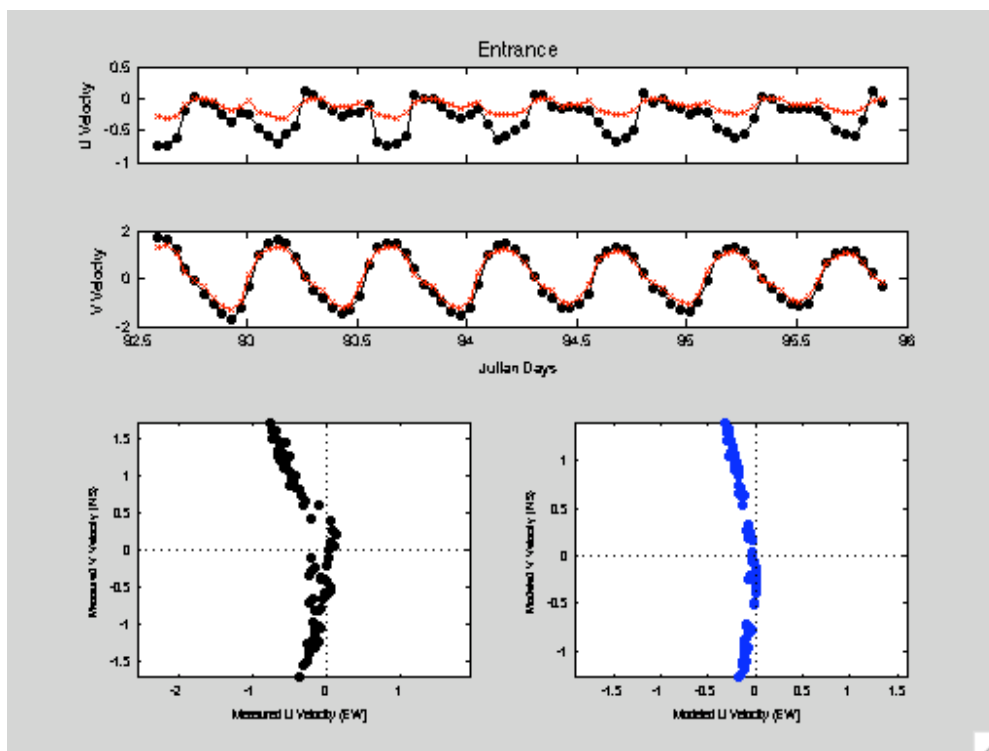 Entrance
0.5
0
-0.5
-1
U Velocity
2
0
-2
V Velocity
92.5 93 93.5 94 94.5 95 95.5 96
Julian Days
1.5
1
0.5
0
-0.5
-1
-1.5
Measured V Velocity (NS)
-2 -1 0 1
Measured U Velocity (EW)
1
0.5
0
-0.5
-1
Modeled V Velocity (NS)
-1.5 -1 -0.5 0 0.5 1 1.5
Modeled U Velocity (EW)